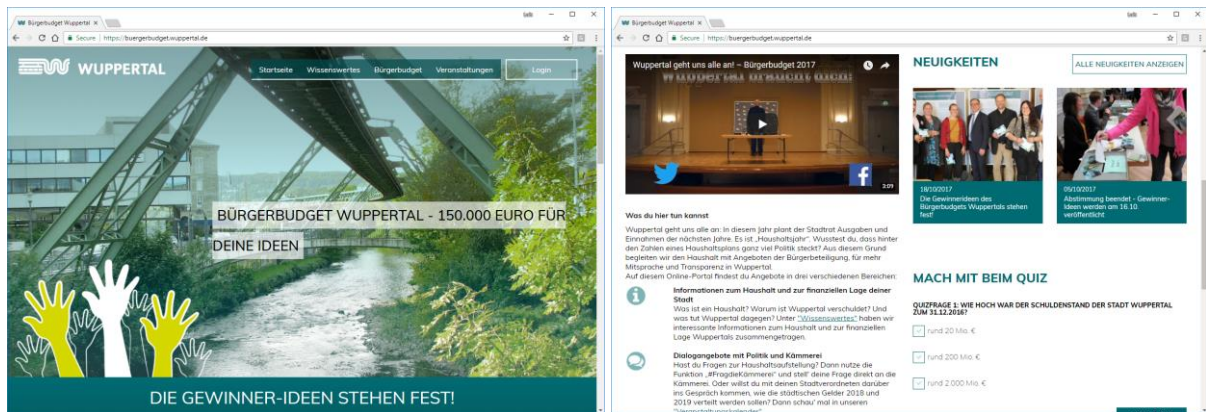 Bürgerbudget Wuppertal
Secure | https://buergerbudget.wuppertal.de
WUPPERTAL
Startseite Wissenswertes Bürgerbudget Veranstaltungen Login
BÜRGERBUDGET WUPPERTAL - 150.000 EURO FÜR
DEINE IDEEN
DIE GEWINNER-IDEEN STEHEN FEST!
Bürgerbudget Wuppertal
Secure | https://buergerbudget.wuppertal.de
Wuppertal geht uns alle an! – Bürgerbudget 2017
3:09
Was du hier tun kannst
Wuppertal geht uns alle an: In diesem Jahr plant der Stadtrat Ausgaben und
Einnahmen der nächsten Jahre. Es ist „Haushaltsjahr“. Wusstest du, dass hinter
den Zahlen eines Haushaltsplans ganz viel Politik steckt? Aus diesem Grund
begleiten wir den Haushalt mit Angeboten der Bürgerbeteiligung, für mehr
Mitsprache und Transparenz in Wuppertal.
Auf diesem Online-Portal findest du Angebote in drei verschiedenen Bereichen:
Informationen zum Haushalt und zur finanziellen Lage deiner
Stadt
Was ist ein Haushalt? Warum ist Wuppertal verschuldet? Und
was tut Wuppertal dagegen? Unter "Wissenswertes" haben wir
interessante Informationen zum Haushalt und zur finanziellen
Lage Wuppertals zusammengetragen.
Dialogangebote mit Politik und Kämmerei
Hast du Fragen zur Haushaltsaufstellung? Dann nutze die
Funktion „#FragdieKämmerei“ und stell' deine Frage direkt an die
Kämmerei. Oder willst du mit deinen Stadtverordneten darüber
ins Gespräch kommen, wie die städtischen Gelder 2018 und
2019 verteilt werden sollen? Dann schau' mal in unseren
"Veranstaltungskalender"
NEUIGKEITEN
ALLE NEUIGKEITEN ANZEIGEN
18/10/2017
Die Gewinnerideen des
Bürgerbudgets Wuppertals stehen
fest!
05/10/2017
Abstimmung beendet - Gewinner-
Ideen werden am 16.10.
veröffentlicht
MACH MIT BEIM QUIZ
QUIZFRAGE 1: WIE HOCH WAR DER SCHULDENSTAND DER STADT WUPPERTAL
ZUM 31.12.2016?
rund 20 Mio. €
rund 200 Mio. €
rund 2.000 Mio. €